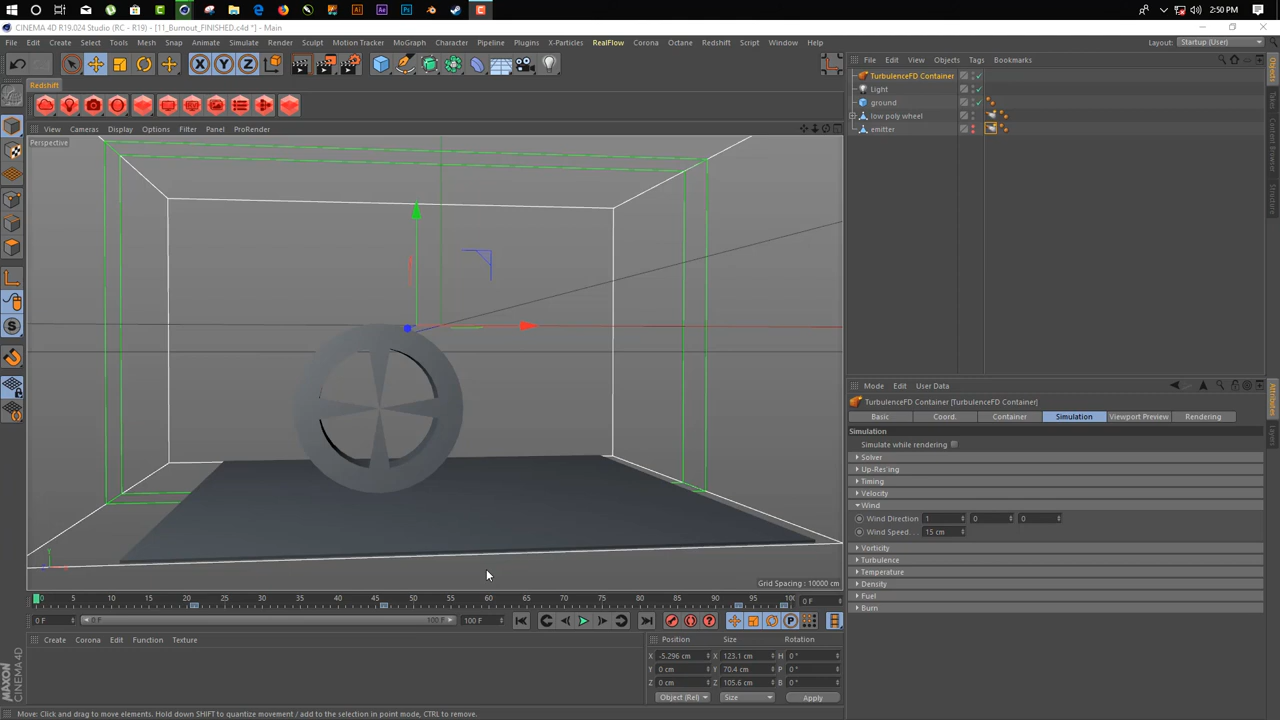 2:50 PM
CINEMA 4D R19.024 Studio (RC - R19) - [11_Burnout_FINISHED.c4d *] - Main
File Edit Create Select Tools Mesh Snap Animate Simulate Render Sculpt Motion Tracker MoGraph Character Pipeline Plugins X-Particles RealFlow Corona Octane Redshift Script Window Help Layout: Startup (User)
Redshift
View Cameras Display Options Filter Panel ProRender
Perspective
Grid Spacing : 10000 cm
0 5 10 15 20 25 30 35 40 45 50 55 60 65 70 75 80 85 90 95 100 0 F
0 F 0 F 100 F 100 F
Create Corona Edit Function Texture
Position Size Rotation
X -5.296 cm X 123.1 cm H 0 °
Y 0 cm Y 70.4 cm P 0 °
Z 0 cm Z 105.6 cm B 0 °
Object (Rel) Size Apply
Move: Click and drag to move elements. Hold down SHIFT to quantize movement / add to the selection in point mode, CTRL to remove.
MAXON CINEMA 4D
File Edit View Objects Tags Bookmarks
TurbulenceFD Container
Light
ground
low poly wheel
emitter
Mode Edit User Data
TurbulenceFD Container [TurbulenceFD Container]
Basic Coord. Container Simulation Viewport Preview Rendering
Simulation
Simulate while rendering
Solver
Up-Res'ing
Timing
Velocity
Wind
Wind Direction 1 0 0
Wind Speed . . . 15 cm
Vorticity
Turbulence
Temperature
Density
Fuel
Burn
Objects
Takes
Content Browser
Structure
Attributes
Layers